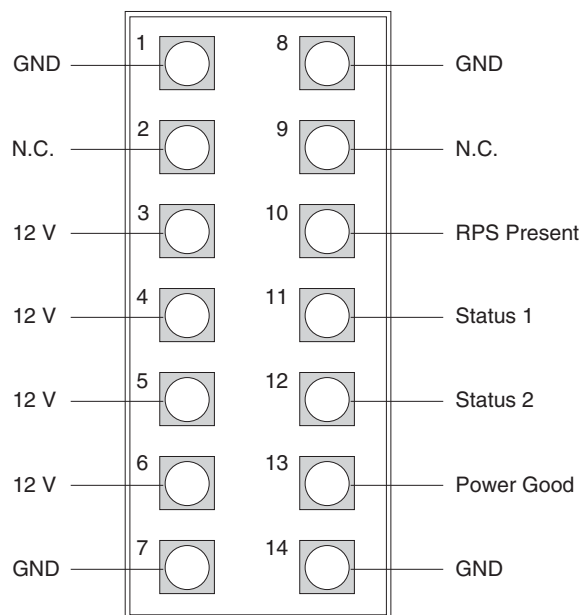 GND 1 8 GND
N.C. 2 9 N.C.
12 V 3 10 RPS Present
12 V 4 11 Status 1
12 V 5 12 Status 2
12 V 6 13 Power Good
GND 7 14 GND